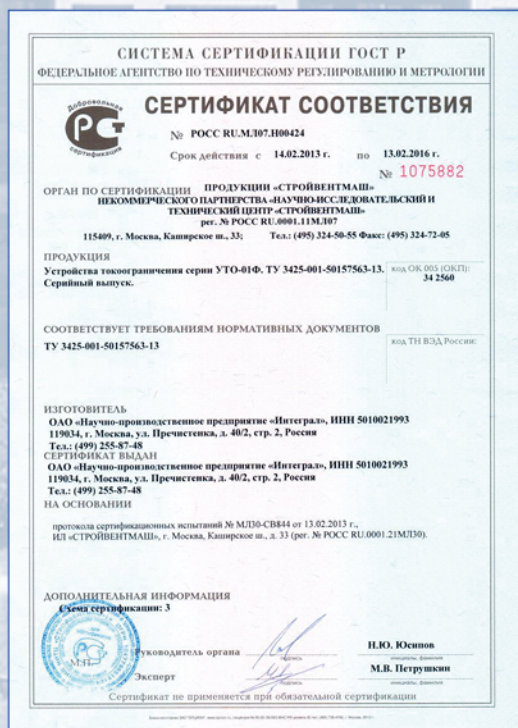 СИСТЕМА СЕРТИФИКАЦИИ ГОСТ Р
ФЕДЕРАЛЬНОЕ АГЕНТСТВО ПО ТЕХНИЧЕСКОМУ РЕГУЛИРОВАНИЮ И МЕТРОЛОГИИ
Добровольная
сертификация
СЕРТИФИКАТ СООТВЕТСТВИЯ
№ РОСС RU.МЛ07.Н00424
Срок действия с 14.02.2013 г. по 13.02.2016 г.
№ 1075882
ОРГАН ПО СЕРТИФИКАЦИИ ПРОДУКЦИИ «СТРОЙВЕНТМАШ»
НЕКОММЕРЧЕСКОГО ПАРТНЕРСТВА «НАУЧНО-ИССЛЕДОВАТЕЛЬСКИЙ И
ТЕХНИЧЕСКИЙ ЦЕНТР «СТРОЙВЕНТМАШ»
рег. № РОСС RU.0001.11МЛ07
115409, г. Москва, Каширское ш., 33; Тел.: (495) 324-50-55 Факс: (495) 324-72-05
ПРОДУКЦИЯ
Устройства токоограничения серии УТО-01Ф. ТУ 3425-001-50157563-13.
Серийный выпуск.
код ОК 005 (ОКП):
34 2560
СООТВЕТСТВУЕТ ТРЕБОВАНИЯМ НОРМАТИВНЫХ ДОКУМЕНТОВ
ТУ 3425-001-50157563-13
код ТН ВЭД России:
ИЗГОТОВИТЕЛЬ
ОАО «Научно-производственное предприятие «Интеграл», ИНН 5010021993
119034, г. Москва, ул. Пречистенка, д. 40/2, стр. 2, Россия
Тел.: (499) 255-87-48
СЕРТИФИКАТ ВЫДАН
ОАО «Научно-производственное предприятие «Интеграл», ИНН 5010021993
119034, г. Москва, ул. Пречистенка, д. 40/2, стр. 2, Россия
Тел.: (499) 255-87-48
НА ОСНОВАНИИ
протокола сертификационных испытаний № МЛ30-СВ844 от 13.02.2013 г.,
ИЛ «СТРОЙВЕНТМАШ», г. Москва, Каширское ш., д. 33 (рег. № РОСС RU.0001.21МЛ30).
ДОПОЛНИТЕЛЬНАЯ ИНФОРМАЦИЯ
Схема сертификации: 3
М.П.
Руководитель органа
подпись
Н.Ю. Юсипов
инициалы, фамилия
Эксперт
подпись
М.В. Петрушкин
инициалы, фамилия
Сертификат не применяется при обязательной сертификации